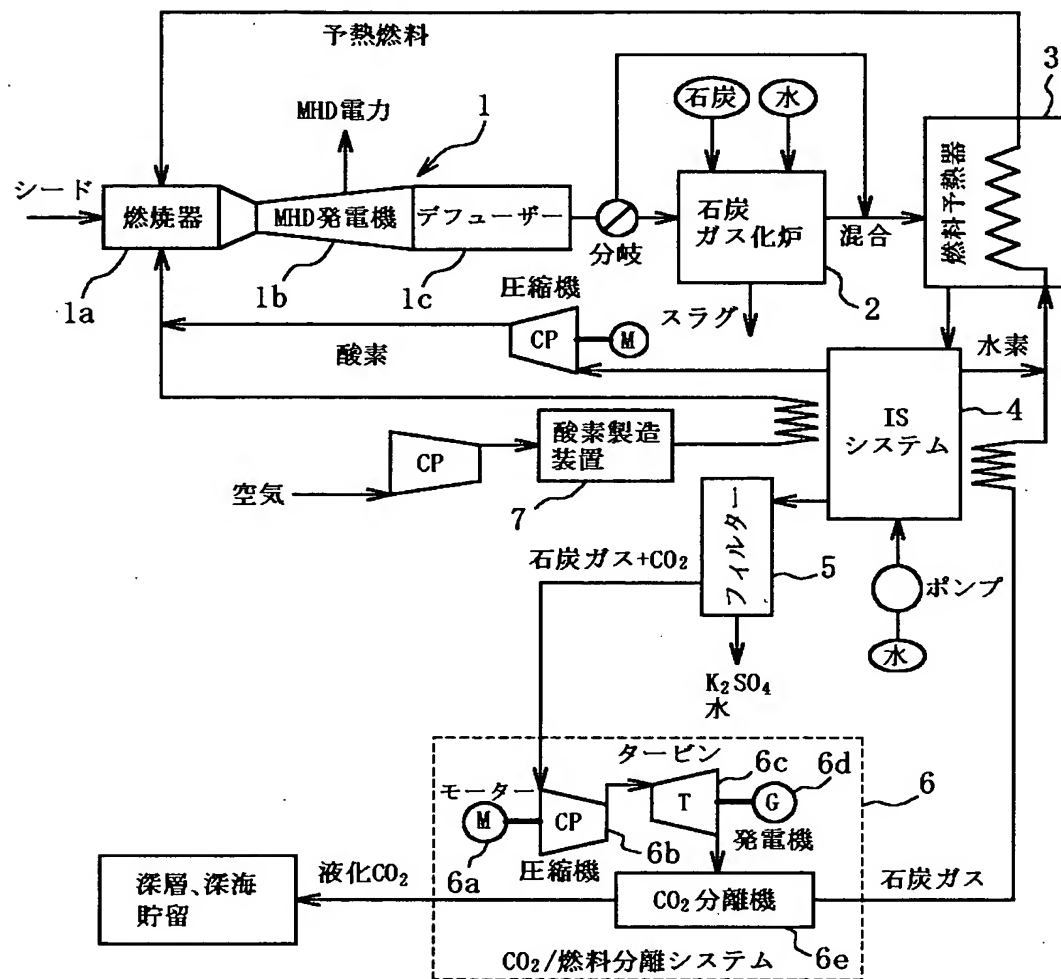 予熱燃料
3
MHD電力
1
石炭
水
シード
燃焼器
MHD発電機
デフューザー
石炭
ガス化炉
燃料予熱器
分岐
混合
1a
1b
1c
圧縮機
スラグ
2
CP
M
酸素
水素
IS
システム
4
酸素製造
装置
CP
空気
7
フィルター
石炭ガス+CO₂
5
ポンプ
水
K₂SO₄
水
タービン
6c
6d
6
モーター
M
CP
T
G
発電機
6a
圧縮機
6b
液化CO₂
石炭ガス
深層、深海
貯留
CO₂分離機
CO₂/燃料分離システム
6e